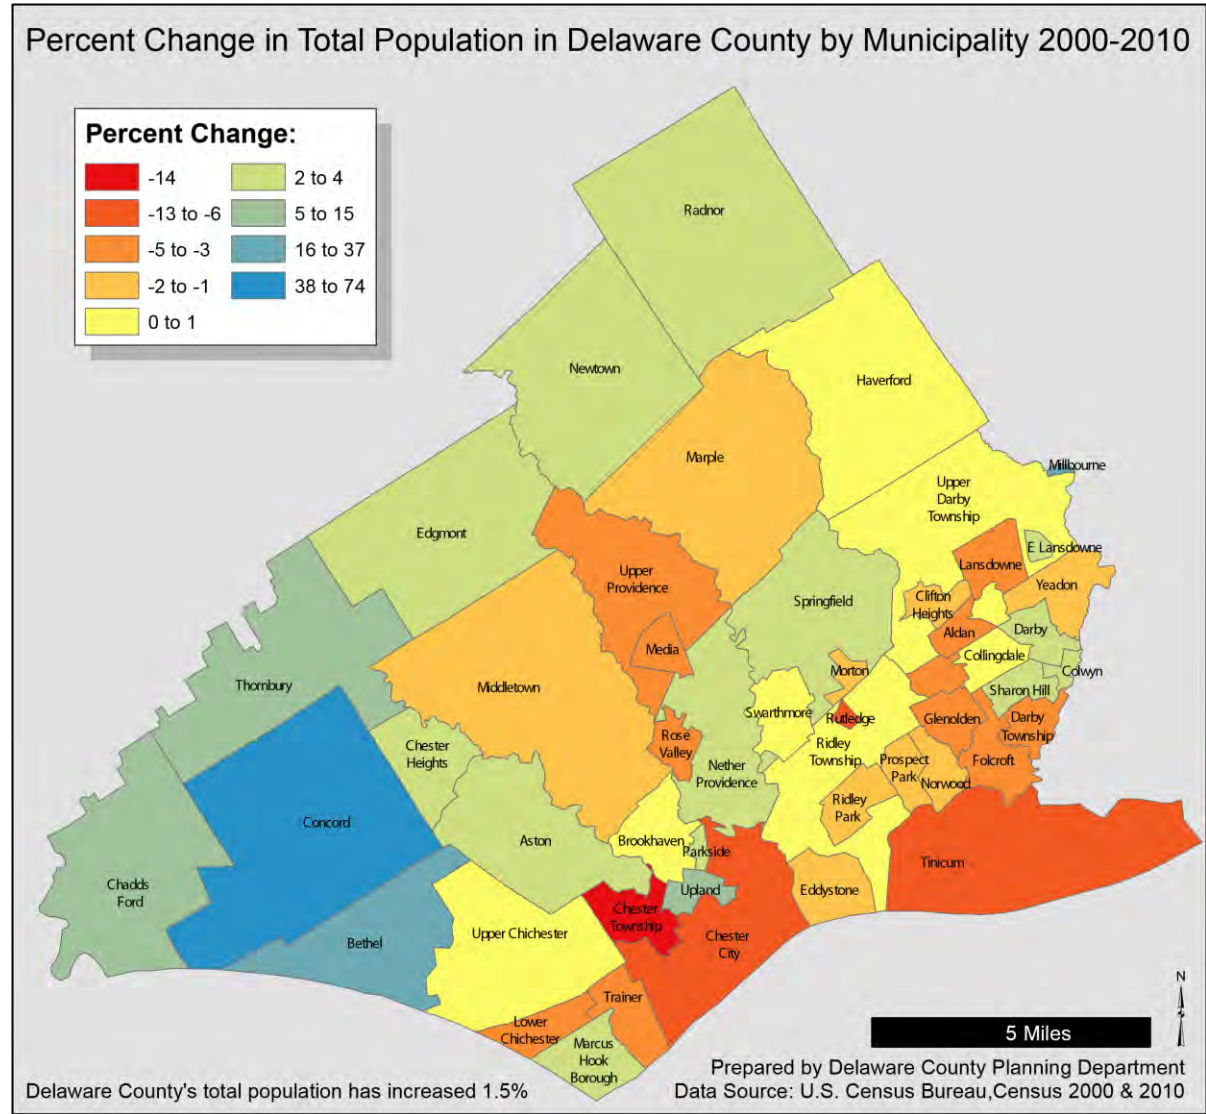 Percent Change in Total Population in Delaware County by Municipality 2000-2010
Percent Change:
-14
-13 to -6
-5 to -3
-2 to -1
0 to 1
2 to 4
5 to 15
16 to 37
38 to 74
Radnor
Newtown
Haverford
Marple
Millbourne
Upper
Darby
Township
Edgmont
E Lansdowne
Lansdowne
Upper
Providence
Yeadon
Springfield
Clifton
Heights
Darby
Aldan
Media
Collingdale
Colwyn
Morton
Thornbury
Middletown
Sharon Hill
Swarthmore
Rutledge
Glenolden
Darby
Township
Rose
Valley
Chester
Heights
Ridley
Township
Nether
Providence
Prospect
Park
Folcroft
Norwood
Ridley
Park
Concord
Aston
Brookhaven
Parkside
Tinicum
Chadds
Ford
Upland
Eddystone
Chester
Township
Upper Chichester
Bethel
Chester
City
Trainer
Lower
Chichester
Marcus
Hook
Borough
N
5 Miles
Prepared by Delaware County Planning Department
Delaware County's total population has increased 1.5%
Data Source: U.S. Census Bureau,Census 2000 & 2010